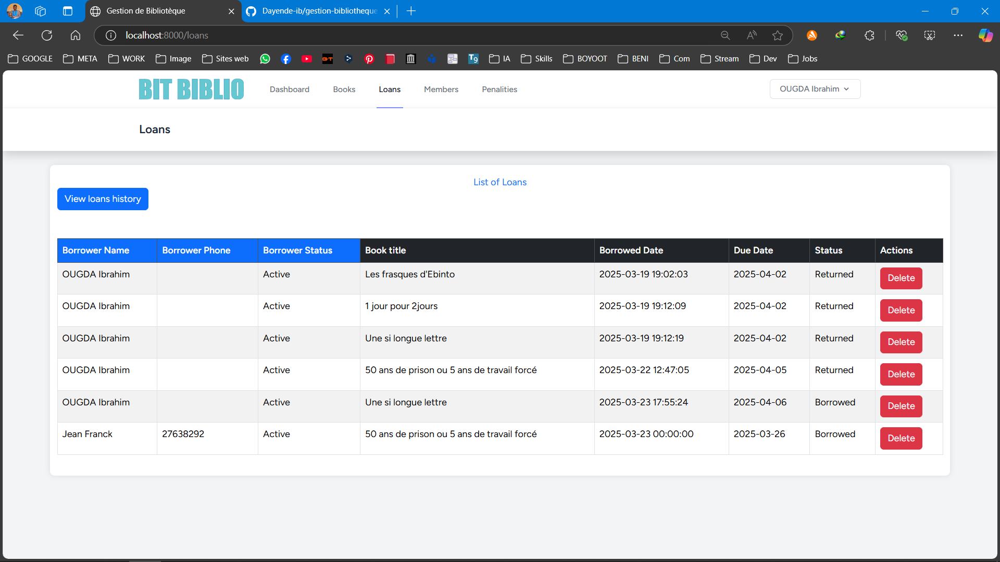 Gestion de Bibliotèque
Dayende-ib/gestion-bibliotheque
localhost:8000/loans
GOOGLE META WORK Image Sites web GT T9 IA Skills BOYOOT BENI Com Stream Dev Jobs
BIT BIBLIO Dashboard Books Loans Members Penalities OUGDA Ibrahim
Loans
List of Loans
View loans history
Borrower Name Borrower Phone Borrower Status Book title Borrowed Date Due Date Status Actions
OUGDA Ibrahim Active Les frasques d'Ebinto 2025-03-19 19:02:03 2025-04-02 Returned Delete
OUGDA Ibrahim Active 1 jour pour 2jours 2025-03-19 19:12:09 2025-04-02 Returned Delete
OUGDA Ibrahim Active Une si longue lettre 2025-03-19 19:12:19 2025-04-02 Returned Delete
OUGDA Ibrahim Active 50 ans de prison ou 5 ans de travail forcé 2025-03-22 12:47:05 2025-04-05 Returned Delete
OUGDA Ibrahim Active Une si longue lettre 2025-03-23 17:55:24 2025-04-06 Borrowed Delete
Jean Franck 27638292 Active 50 ans de prison ou 5 ans de travail forcé 2025-03-23 00:00:00 2025-03-26 Borrowed Delete